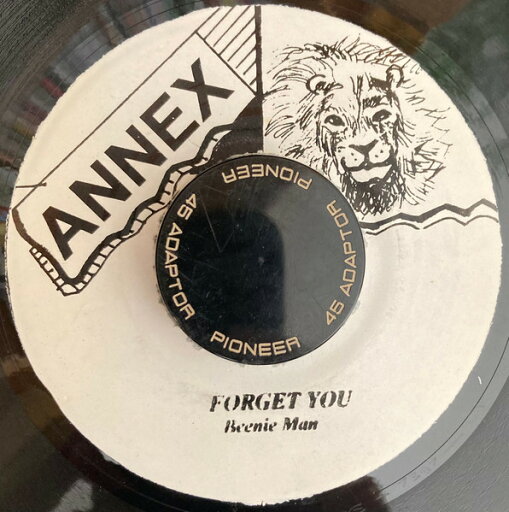 ANNEX
PIONEER
45 ADAPTOR
PIONEER
45 ADAPTOR
FORGET YOU
Beenie Man